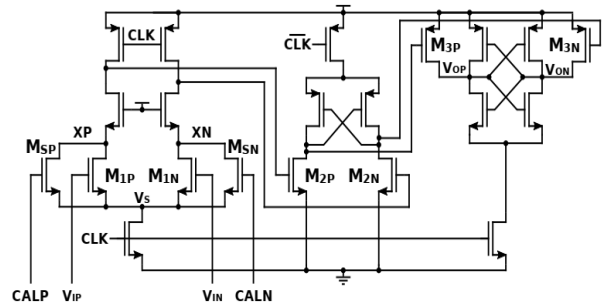 CLK
CLK
M3P
M3N
VOP
VON
XP
XN
MSP
MSN
M1P
M1N
M2P
M2N
VS
CLK
CALP
VIP
VIN
CALN